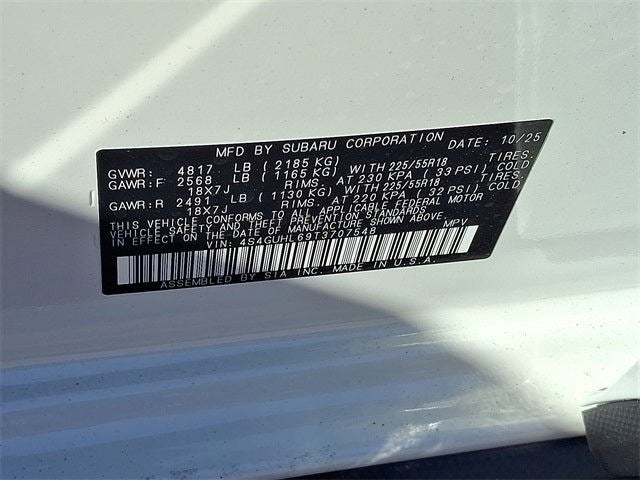 MFD BY SUBARU CORPORATION DATE: 10/25
GVWR: 4817 LB (2185 KG)
GAWR:F 2568 LB (1165 KG) WITH 225/55R18 TIRES.
18X7J RIMS. AT 230 KPA (33 PSI) COLD
GAWR:R 2491 LB (1130 KG) WITH 225/55R18 TIRES.
18X7J RIMS. AT 220 KPA (32 PSI) COLD
THIS VEHICLE CONFORMS TO ALL APPLICABLE FEDERAL MOTOR
VEHICLE SAFETY AND THEFT PREVENTION STANDARDS
IN EFFECT ON THE DATE OF MANUFACTURE SHOWN ABOVE.
VIN: 4S4GUHL69T3707548 MPV
ASSEMBLED BY SIA INC. MADE IN U.S.A.